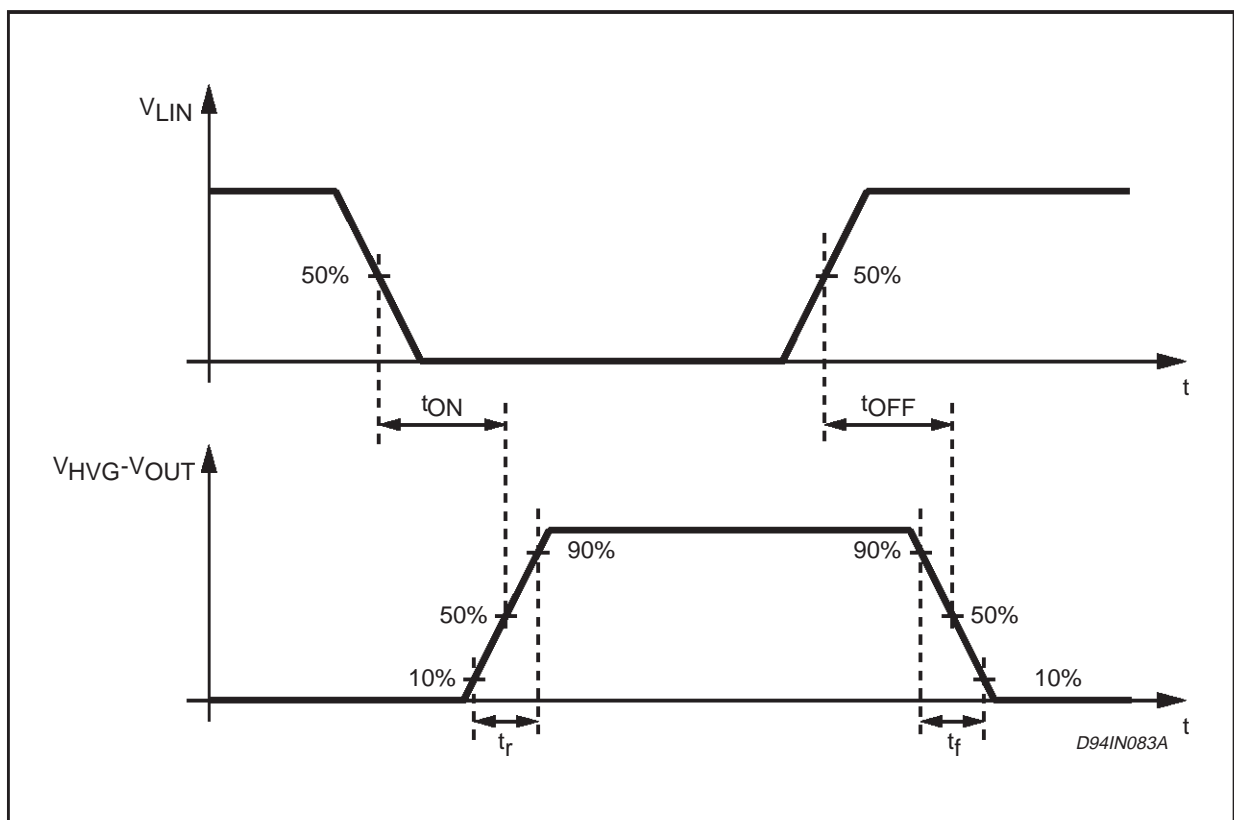 VLIN
50%
50%
t
tON
tOFF
VHVG-VOUT
90%
90%
50%
50%
10%
10%
t
tr
tf
D94IN083A